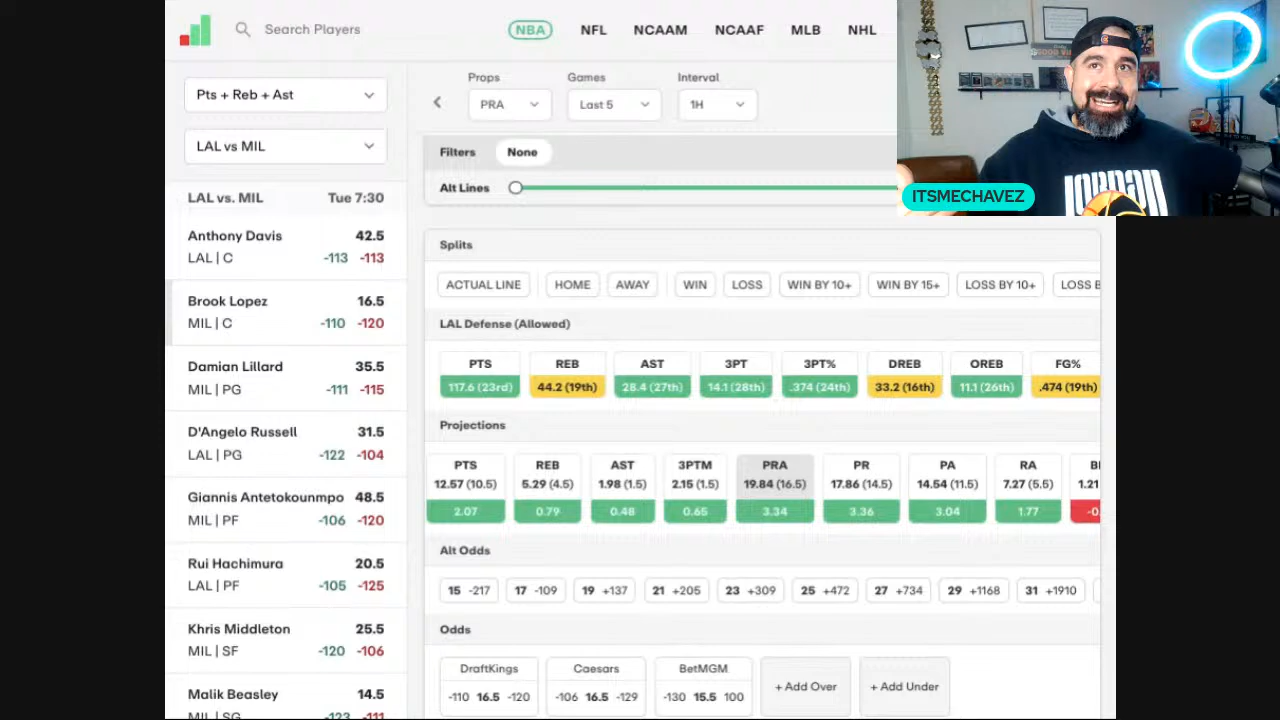 Search Players
NBA NFL NCAAM NCAAF MLB NHL
Pts + Reb + Ast
LAL vs MIL
LAL vs. MIL Tue 7:30
Anthony Davis 42.5
LAL | C -113 -113
Brook Lopez 16.5
MIL | C -110 -120
Damian Lillard 35.5
MIL | PG -111 -115
D'Angelo Russell 31.5
LAL | PG -122 -104
Giannis Antetokounmpo 48.5
MIL | PF -106 -120
Rui Hachimura 20.5
LAL | PF -105 -125
Khris Middleton 25.5
MIL | SF -120 -106
Malik Beasley 14.5
MIL | SG -123 -111
Props Games Interval
PRA Last 5 1H
Filters None
Alt Lines
Splits
ACTUAL LINE HOME AWAY WIN LOSS WIN BY 10+ WIN BY 15+ LOSS BY 10+ LOSS B
LAL Defense (Allowed)
PTS REB AST 3PT 3PT% DREB OREB FG%
117.6 (23rd) 44.2 (19th) 28.4 (27th) 14.1 (28th) .374 (24th) 33.2 (16th) 11.1 (26th) .474 (19th)
Projections
PTS REB AST 3PTM PRA PR PA RA Bl
12.57 (10.5) 5.29 (4.5) 1.98 (1.5) 2.15 (1.5) 19.84 (16.5) 17.86 (14.5) 14.54 (11.5) 7.27 (5.5) 1.21
2.07 0.79 0.48 0.65 3.34 3.36 3.04 1.77 -0.
Alt Odds
15 -217 17 -109 19 +137 21 +205 23 +309 25 +472 27 +734 29 +1168 31 +1910
Odds
DraftKings Caesars BetMGM
-110 16.5 -120 -106 16.5 -129 -130 15.5 100
+ Add Over + Add Under
ITSMECHAVEZ
JORDAN